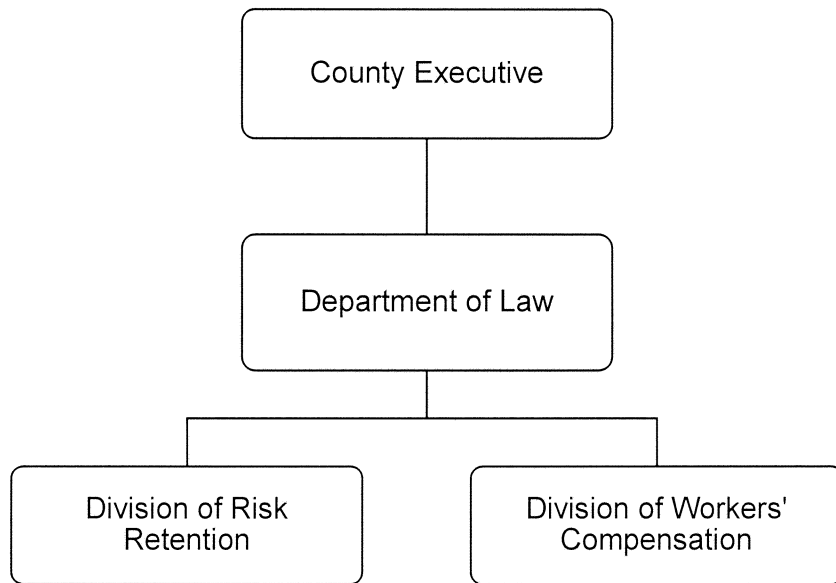 County Executive
Department of Law
Division of Risk
Retention
Division of Workers'
Compensation